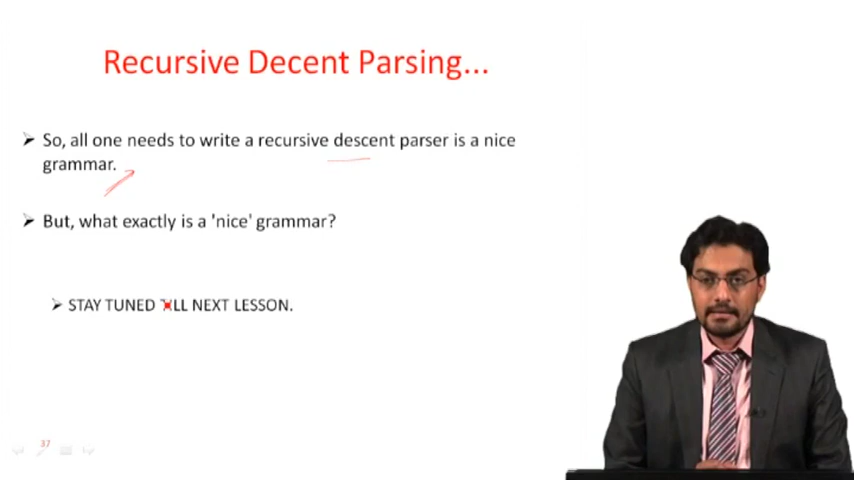 Recursive Decent Parsing...
So, all one needs to write a recursive descent parser is a nice
grammar.
But, what exactly is a 'nice' grammar?
STAY TUNED TILL NEXT LESSON.
37